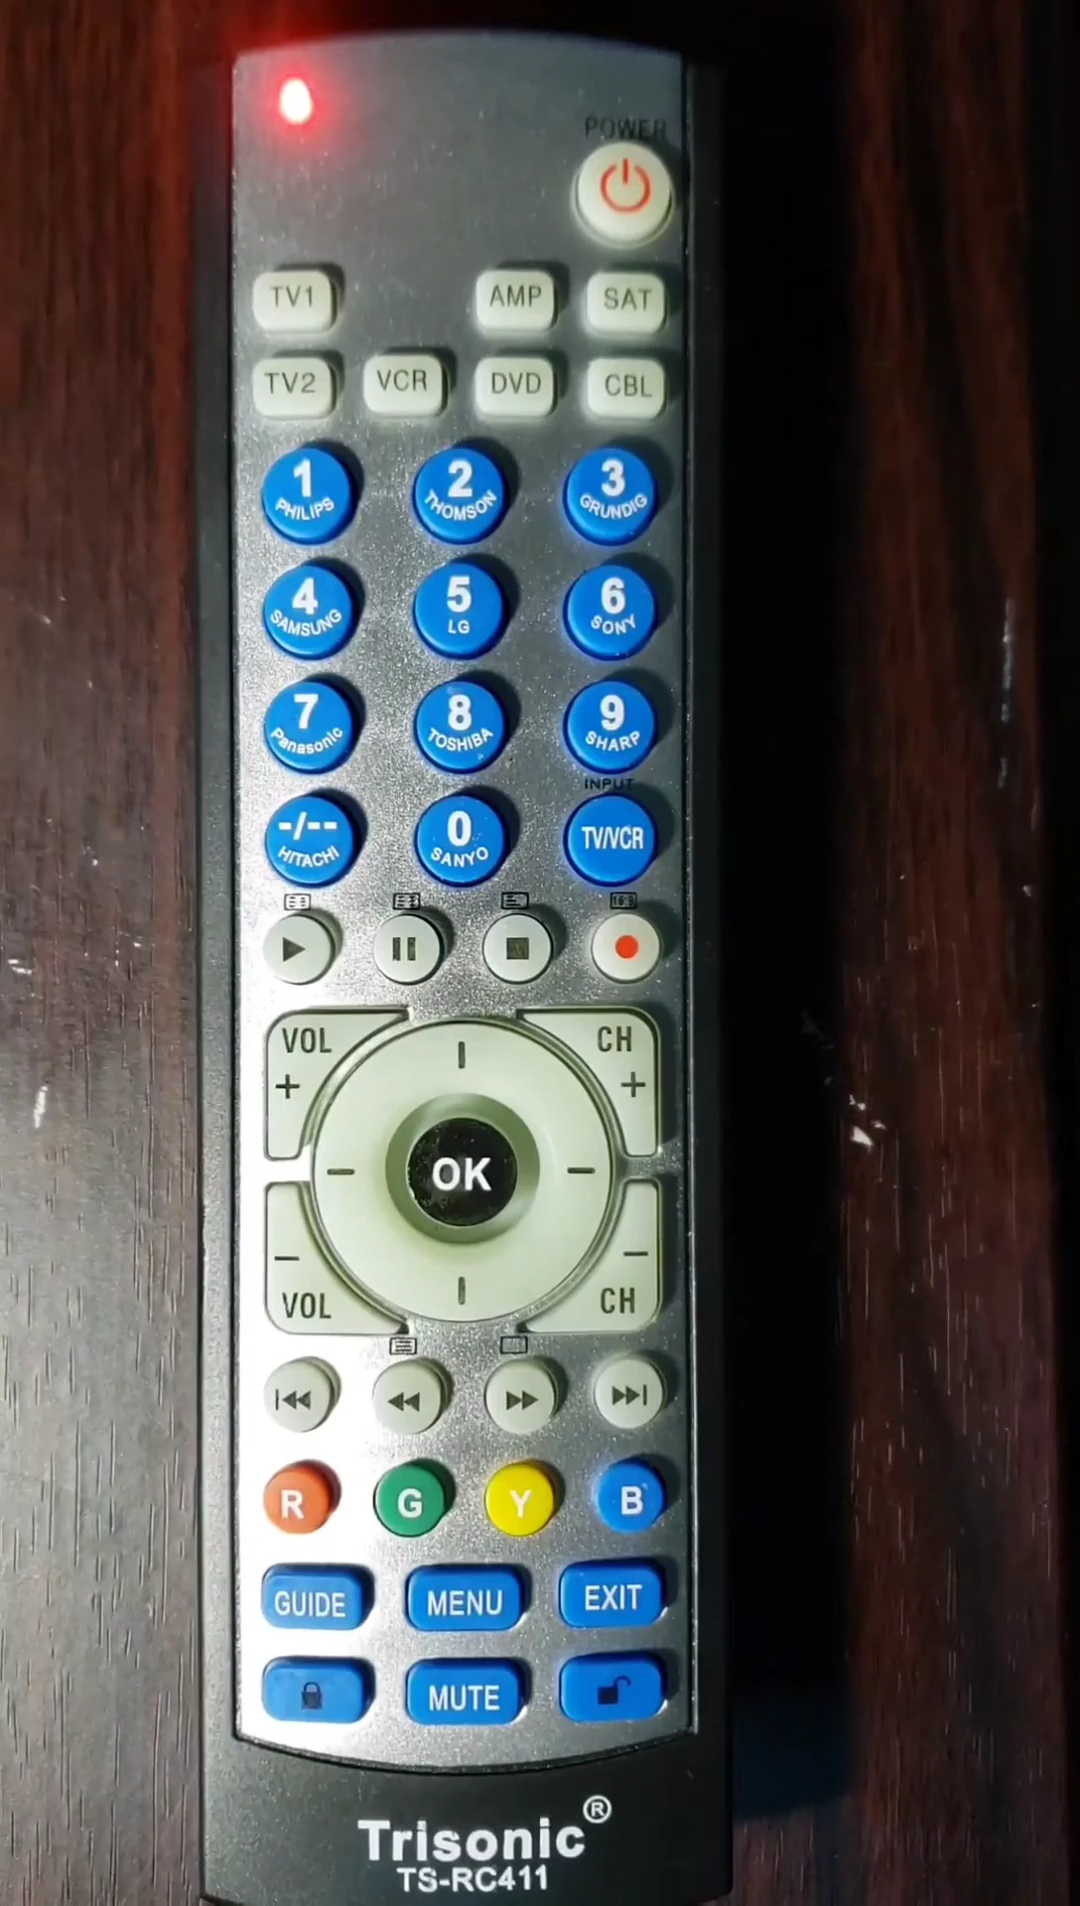 POWER
TV1 AMP SAT
TV2 VCR DVD CBL
1 2 3
PHILIPS THOMSON GRUNDIG
4 5 6
SAMSUNG LG SONY
7 8 9
Panasonic TOSHIBA SHARP
INPUT
-/-- 0 TV/VCR
HITACHI SANYO
16:9
VOL CH
+ +
- OK -
- -
VOL CH
R G Y B
GUIDE MENU EXIT
MUTE
Trisonic®
TS-RC411